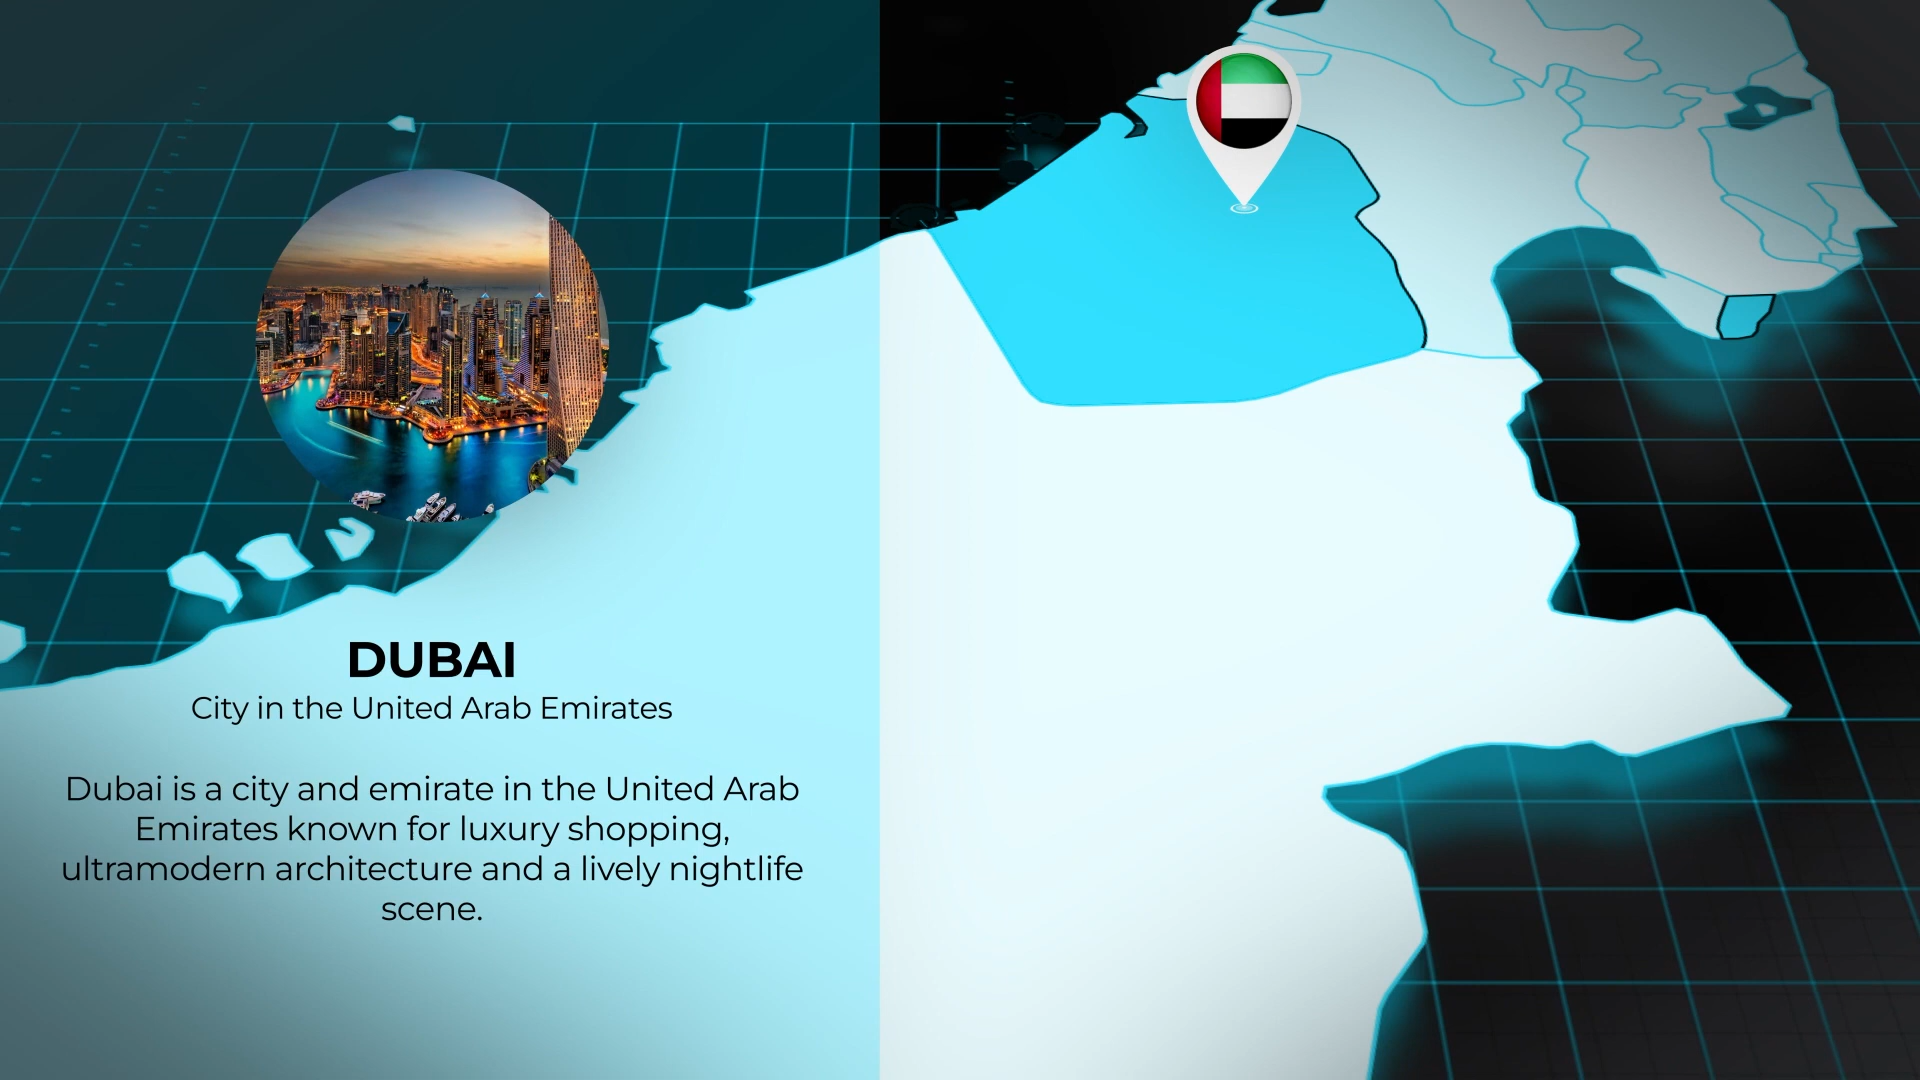 DUBAI
City in the United Arab Emirates
Dubai is a city and emirate in the United Arab
Emirates known for luxury shopping,
ultramodern architecture and a lively nightlife
scene.